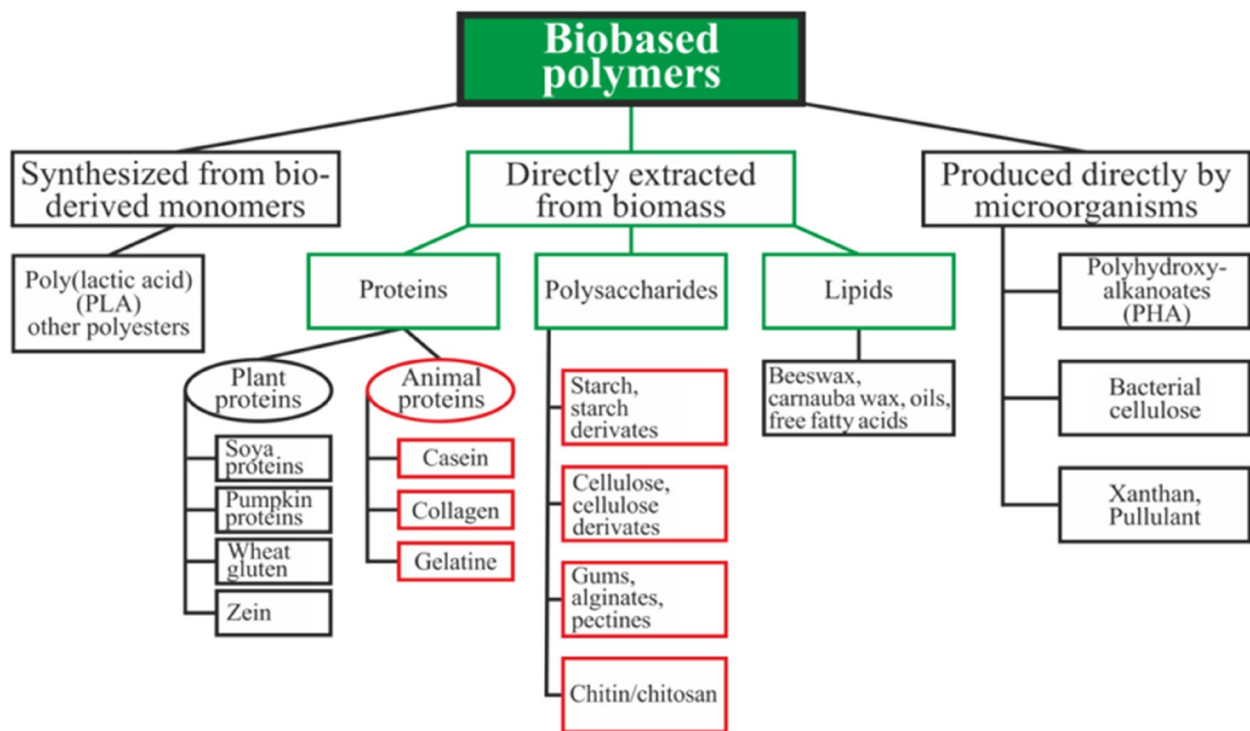 Biobased
polymers
Synthesized from bio-
derived monomers
Directly extracted
from biomass
Produced directly by
microorganisms
Poly(lactic acid)
(PLA)
other polyesters
Proteins
Polysaccharides
Lipids
Polyhydroxy-
alkanoates
(PHA)
Plant
proteins
Animal
proteins
Soya
proteins
Pumpkin
proteins
Wheat
gluten
Zein
Casein
Collagen
Gelatine
Starch,
starch
derivates
Cellulose,
cellulose
derivates
Gums,
alginates,
pectines
Chitin/chitosan
Beeswax,
carnauba wax, oils,
free fatty acids
Bacterial
cellulose
Xanthan,
Pullulant